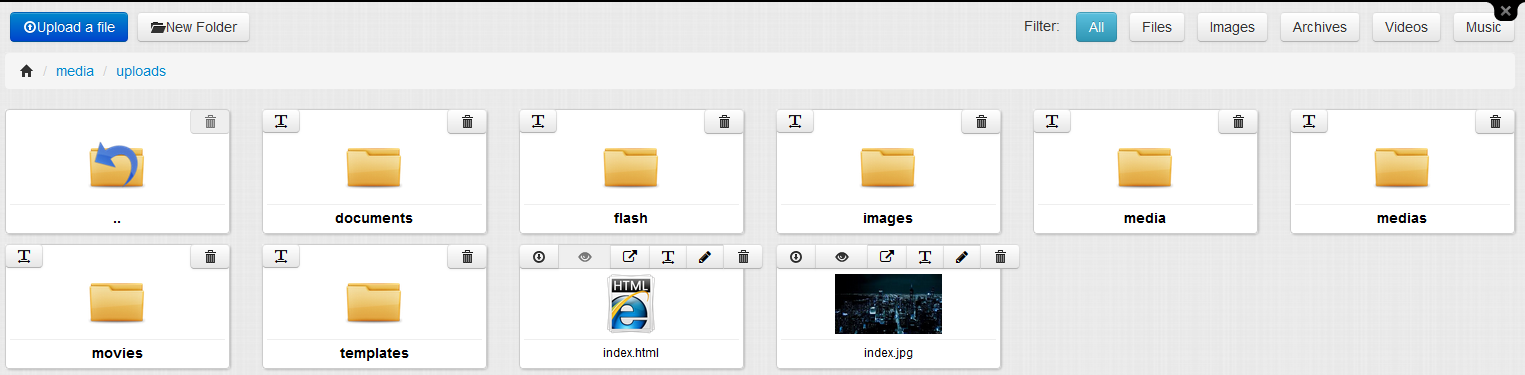 Upload a file New Folder Filter: All Files Images Archives Videos Music
/ media / uploads
.. documents flash images media medias
HTML
movies templates index.html index.jpg